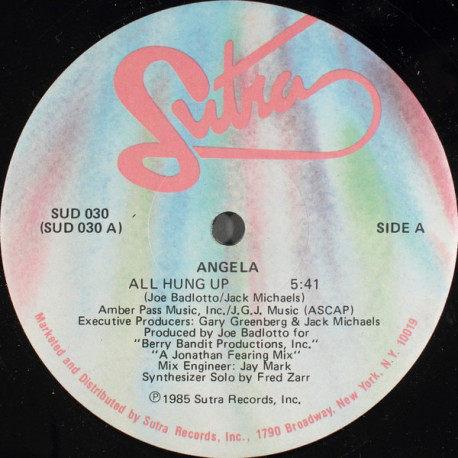 Sutra
SUD 030
(SUD 030 A)
SIDE A
ANGELA
ALL HUNG UP 5:41
(Joe Badlotto/Jack Michaels)
Amber Pass Music, Inc./J.G.J. Music (ASCAP)
Executive Producers: Gary Greenberg & Jack Michaels
Produced by Joe Badlotto for
"Berry Bandit Productions, Inc."
"A Jonathan Fearing Mix"
Mix Engineer: Jay Mark
Synthesizer Solo by Fred Zarr
℗ 1985 Sutra Records, Inc.
Marketed and Distributed by Sutra Records, Inc., 1790 Broadway, New York, N.Y. 10019